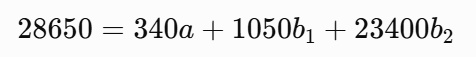 28650 = 340a + 1050b₁ + 23400b₂